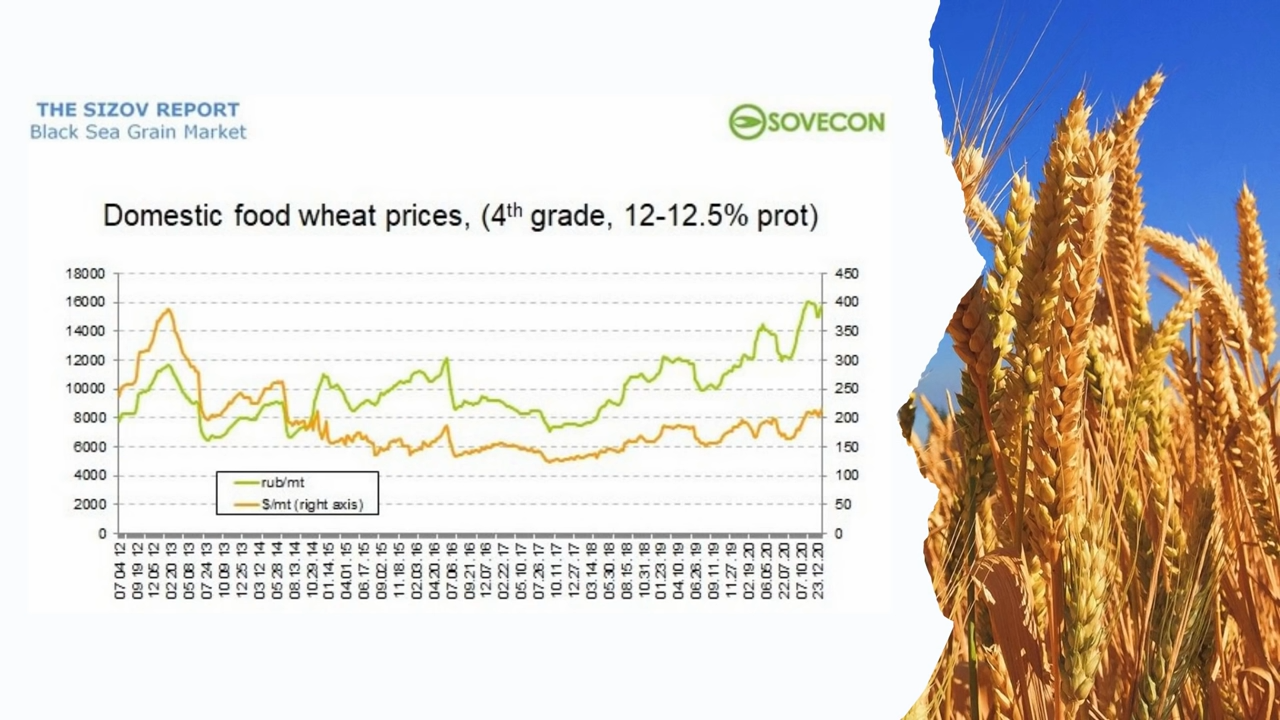 THE SIZOV REPORT
Black Sea Grain Market
SOVECON
Domestic food wheat prices, (4th grade, 12-12.5% prot)
18000
16000
14000
12000
10000
8000
6000
4000
2000
0
450
400
350
300
250
200
150
100
50
0
rub/mt
$/mt (right axis)
07 04 12
09 19 12
12 05 12
02 20 13
05 08 13
07 24 13
10 09 13
12 25 13
03 12 14
05 28 14
08 13 14
10 29 14
01 14 15
04 01 15
06 17 15
09 02 15
11 18 15
02.03.16
04.20.16
07.06.16
09.21.16
12.07.16
02.22.17
05.10.17
07.26.17
10.11.17
12.27.17
03.14.18
05.30.18
08.15.18
10.31.18
01.23.19
04.10.19
06.26.19
09.11.19
11.27.19
02.19.20
06.05.20
22.07.20
07.10.20
23.12.20